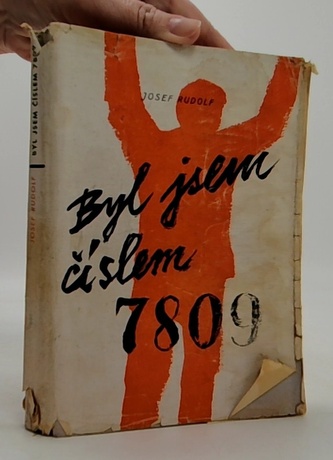 JOSEF RUDOLF
Byl jsem
číslem
7809
JOSEF RUDOLF BYL JSEM ČÍSLEM 7809